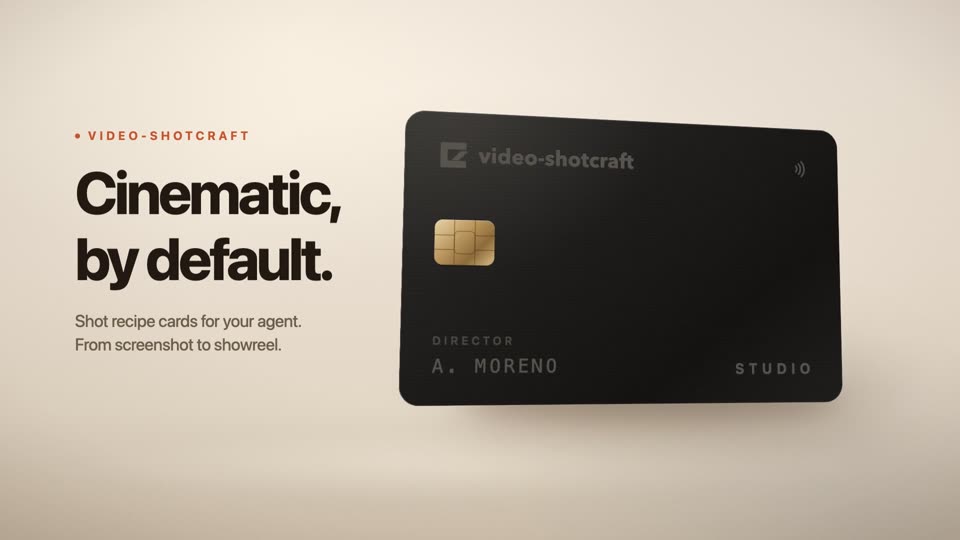 VIDEO-SHOTCRAFT
Cinematic,
by default.
Shot recipe cards for your agent.
From screenshot to showreel.
video-shotcraft
DIRECTOR
A. MORENO
STUDIO